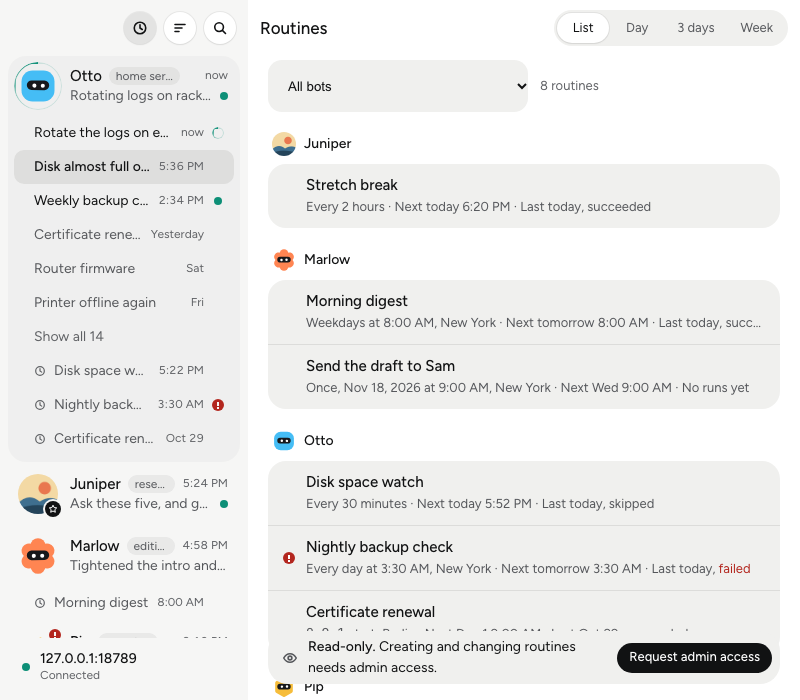 Otto home ser... now
Rotating logs on rack...
Rotate the logs on e... now
Disk almost full o... 5:36 PM
Weekly backup c... 2:34 PM
Certificate rene... Yesterday
Router firmware Sat
Printer offline again Fri
Show all 14
Disk space w... 5:22 PM
Nightly back... 3:30 AM
Certificate ren... Oct 29
Juniper rese... 5:24 PM
Ask these five, and g...
Marlow editi... 4:58 PM
Tightened the intro and...
Morning digest 8:00 AM
127.0.0.1:18789
Connected
Routines
List Day 3 days Week
All bots 8 routines
Juniper
Stretch break
Every 2 hours · Next today 6:20 PM · Last today, succeeded
Marlow
Morning digest
Weekdays at 8:00 AM, New York · Next tomorrow 8:00 AM · Last today, succ...
Send the draft to Sam
Once, Nov 18, 2026 at 9:00 AM, New York · Next Wed 9:00 AM · No runs yet
Otto
Disk space watch
Every 30 minutes · Next today 5:52 PM · Last today, skipped
Nightly backup check
Every day at 3:30 AM, New York · Next tomorrow 3:30 AM · Last today, failed
Certificate renewal
Read-only. Creating and changing routines
needs admin access.
Request admin access
Pip